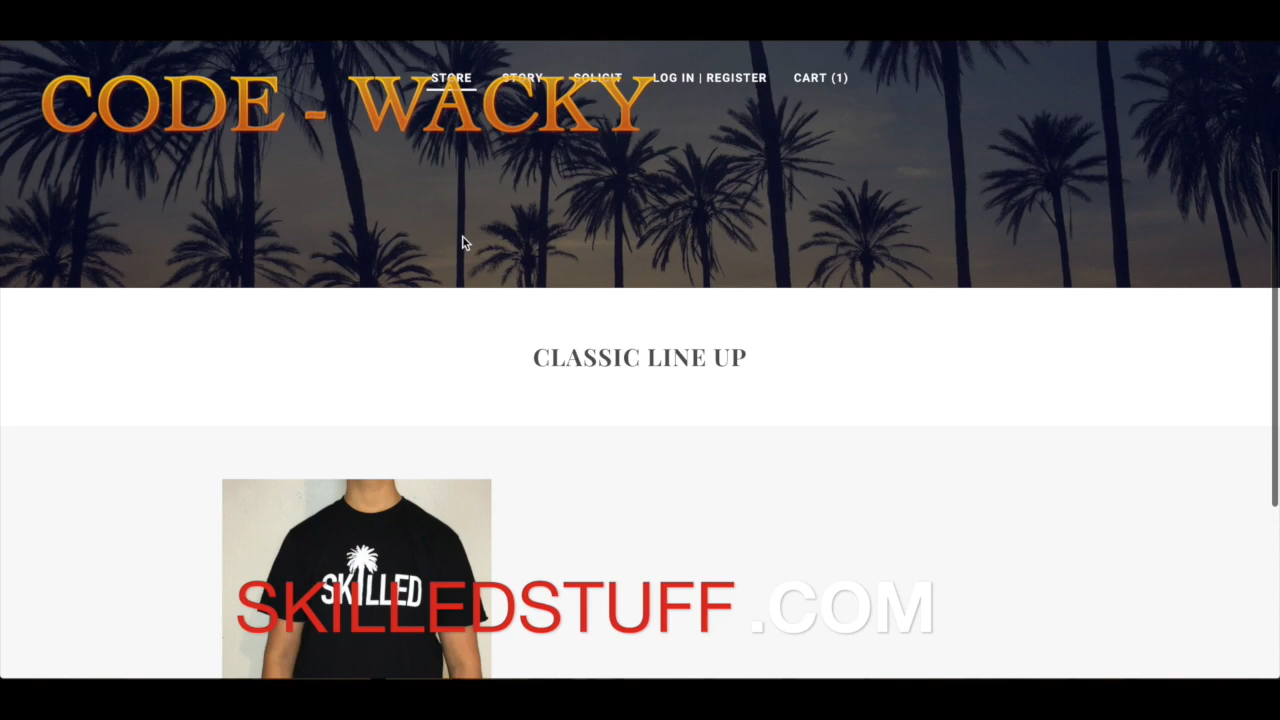 STORE STORY SOLICIT LOG IN | REGISTER CART (1)
CODE - WACKY
CLASSIC LINE UP
SKILLED
SKILLEDSTUFF .COM